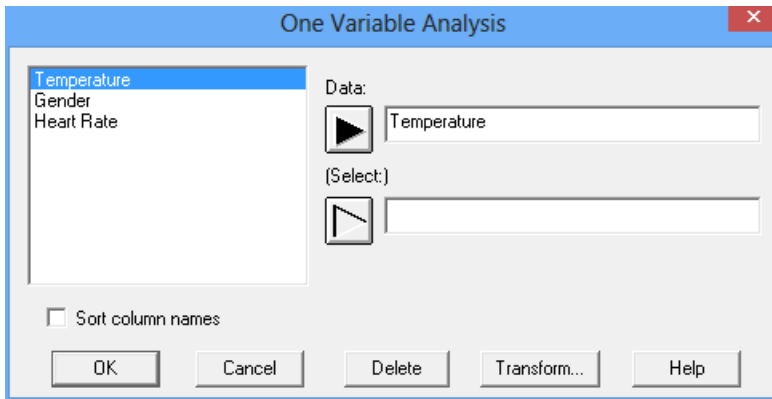 One Variable Analysis
Temperature
Gender
Heart Rate
Data:
Temperature
(Select:)
Sort column names
OK Cancel Delete Transform... Help